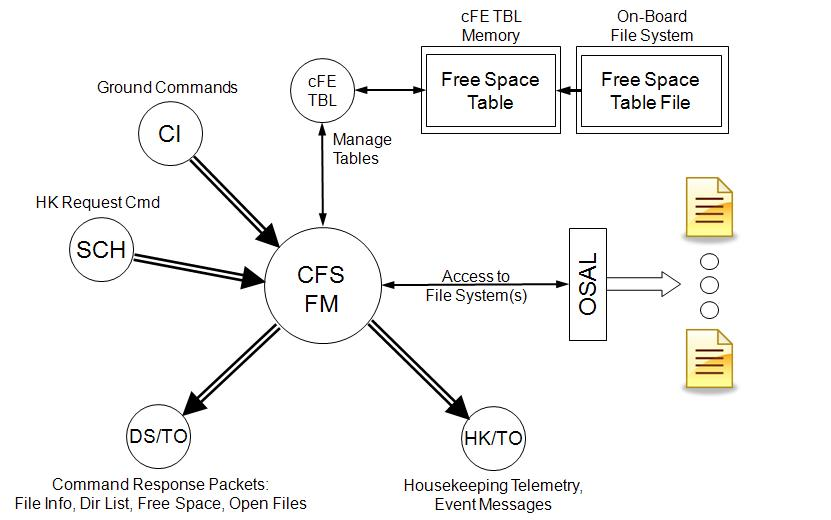 cFE TBL
Memory
On-Board
File System
Free Space
Table
Free Space
Table File
cFE
TBL
Ground Commands
CI
Manage
Tables
HK Request Cmd
SCH
CFS
FM
Access to
File System(s)
OSAL
DS/TO
HK/TO
Command Response Packets:
File Info, Dir List, Free Space, Open Files
Housekeeping Telemetry,
Event Messages